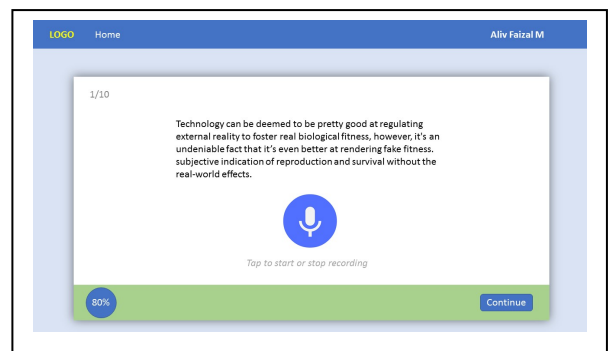 LOGO Home Aliv Faizal M
1/10
Technology can be deemed to be pretty good at regulating
external reality to foster real biological fitness, however, it's an
undeniable fact that it's even better at rendering fake fitness.
subjective indication of reproduction and survival without the
real-world effects.
Tap to start or stop recording
80% Continue